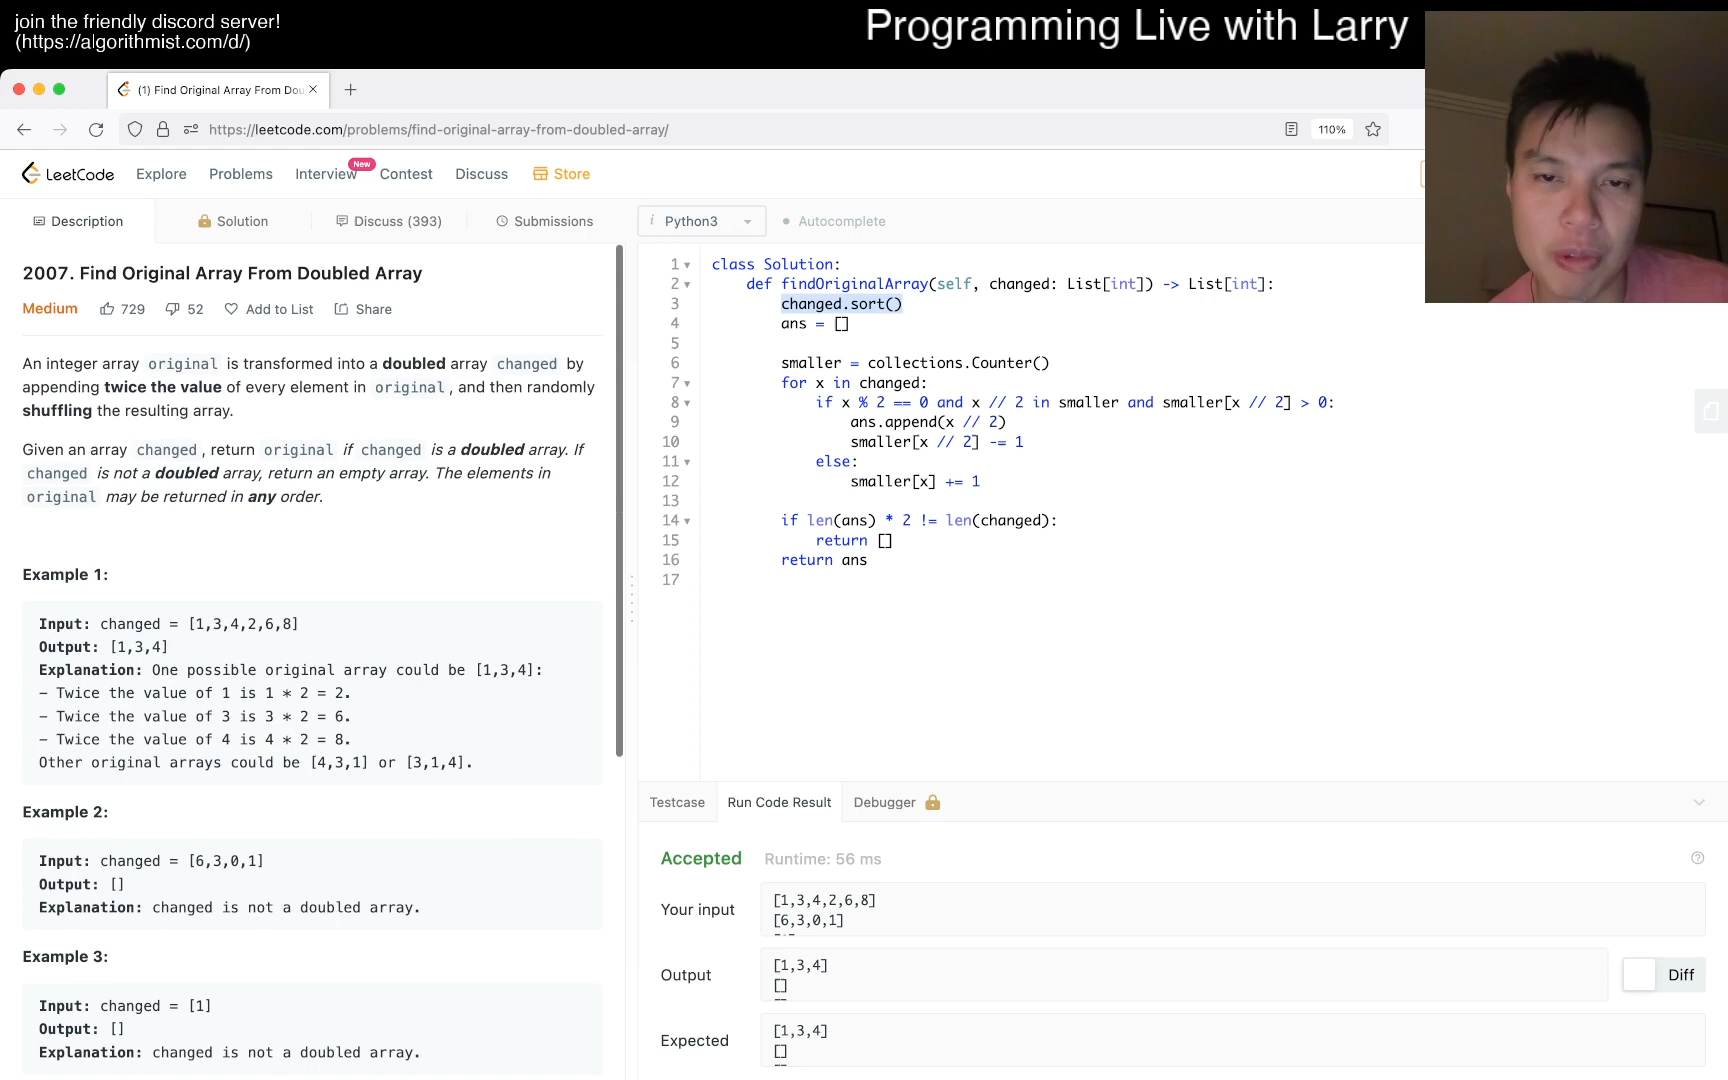 join the friendly discord server!
(https://algorithmist.com/d/)
Programming Live with Larry
(1) Find Original Array From Dou
https://leetcode.com/problems/find-original-array-from-doubled-array/
110%
LeetCode
Explore
Problems
Interview
New
Contest
Discuss
Store
Description
Solution
Discuss (393)
Submissions
i Python3
Autocomplete
2007. Find Original Array From Doubled Array
Medium
729
52
Add to List
Share
An integer array original is transformed into a doubled array changed by
appending twice the value of every element in original, and then randomly
shuffling the resulting array.
Given an array changed, return original if changed is a doubled array. If
changed is not a doubled array, return an empty array. The elements in
original may be returned in any order.
Example 1:
Input: changed = [1,3,4,2,6,8]
Output: [1,3,4]
Explanation: One possible original array could be [1,3,4]:
- Twice the value of 1 is 1 * 2 = 2.
- Twice the value of 3 is 3 * 2 = 6.
- Twice the value of 4 is 4 * 2 = 8.
Other original arrays could be [4,3,1] or [3,1,4].
Example 2:
Input: changed = [6,3,0,1]
Output: []
Explanation: changed is not a doubled array.
Example 3:
Input: changed = [1]
Output: []
Explanation: changed is not a doubled array.
1 class Solution:
2 def findOriginalArray(self, changed: List[int]) -> List[int]:
3 changed.sort()
4 ans = []
5
6 smaller = collections.Counter()
7 for x in changed:
8 if x % 2 == 0 and x // 2 in smaller and smaller[x // 2] > 0:
9 ans.append(x // 2)
10 smaller[x // 2] -= 1
11 else:
12 smaller[x] += 1
13
14 if len(ans) * 2 != len(changed):
15 return []
16 return ans
17
Testcase
Run Code Result
Debugger
Accepted
Runtime: 56 ms
Your input
[1,3,4,2,6,8]
[6,3,0,1]
Output
[1,3,4]
[]
Diff
Expected
[1,3,4]
[]